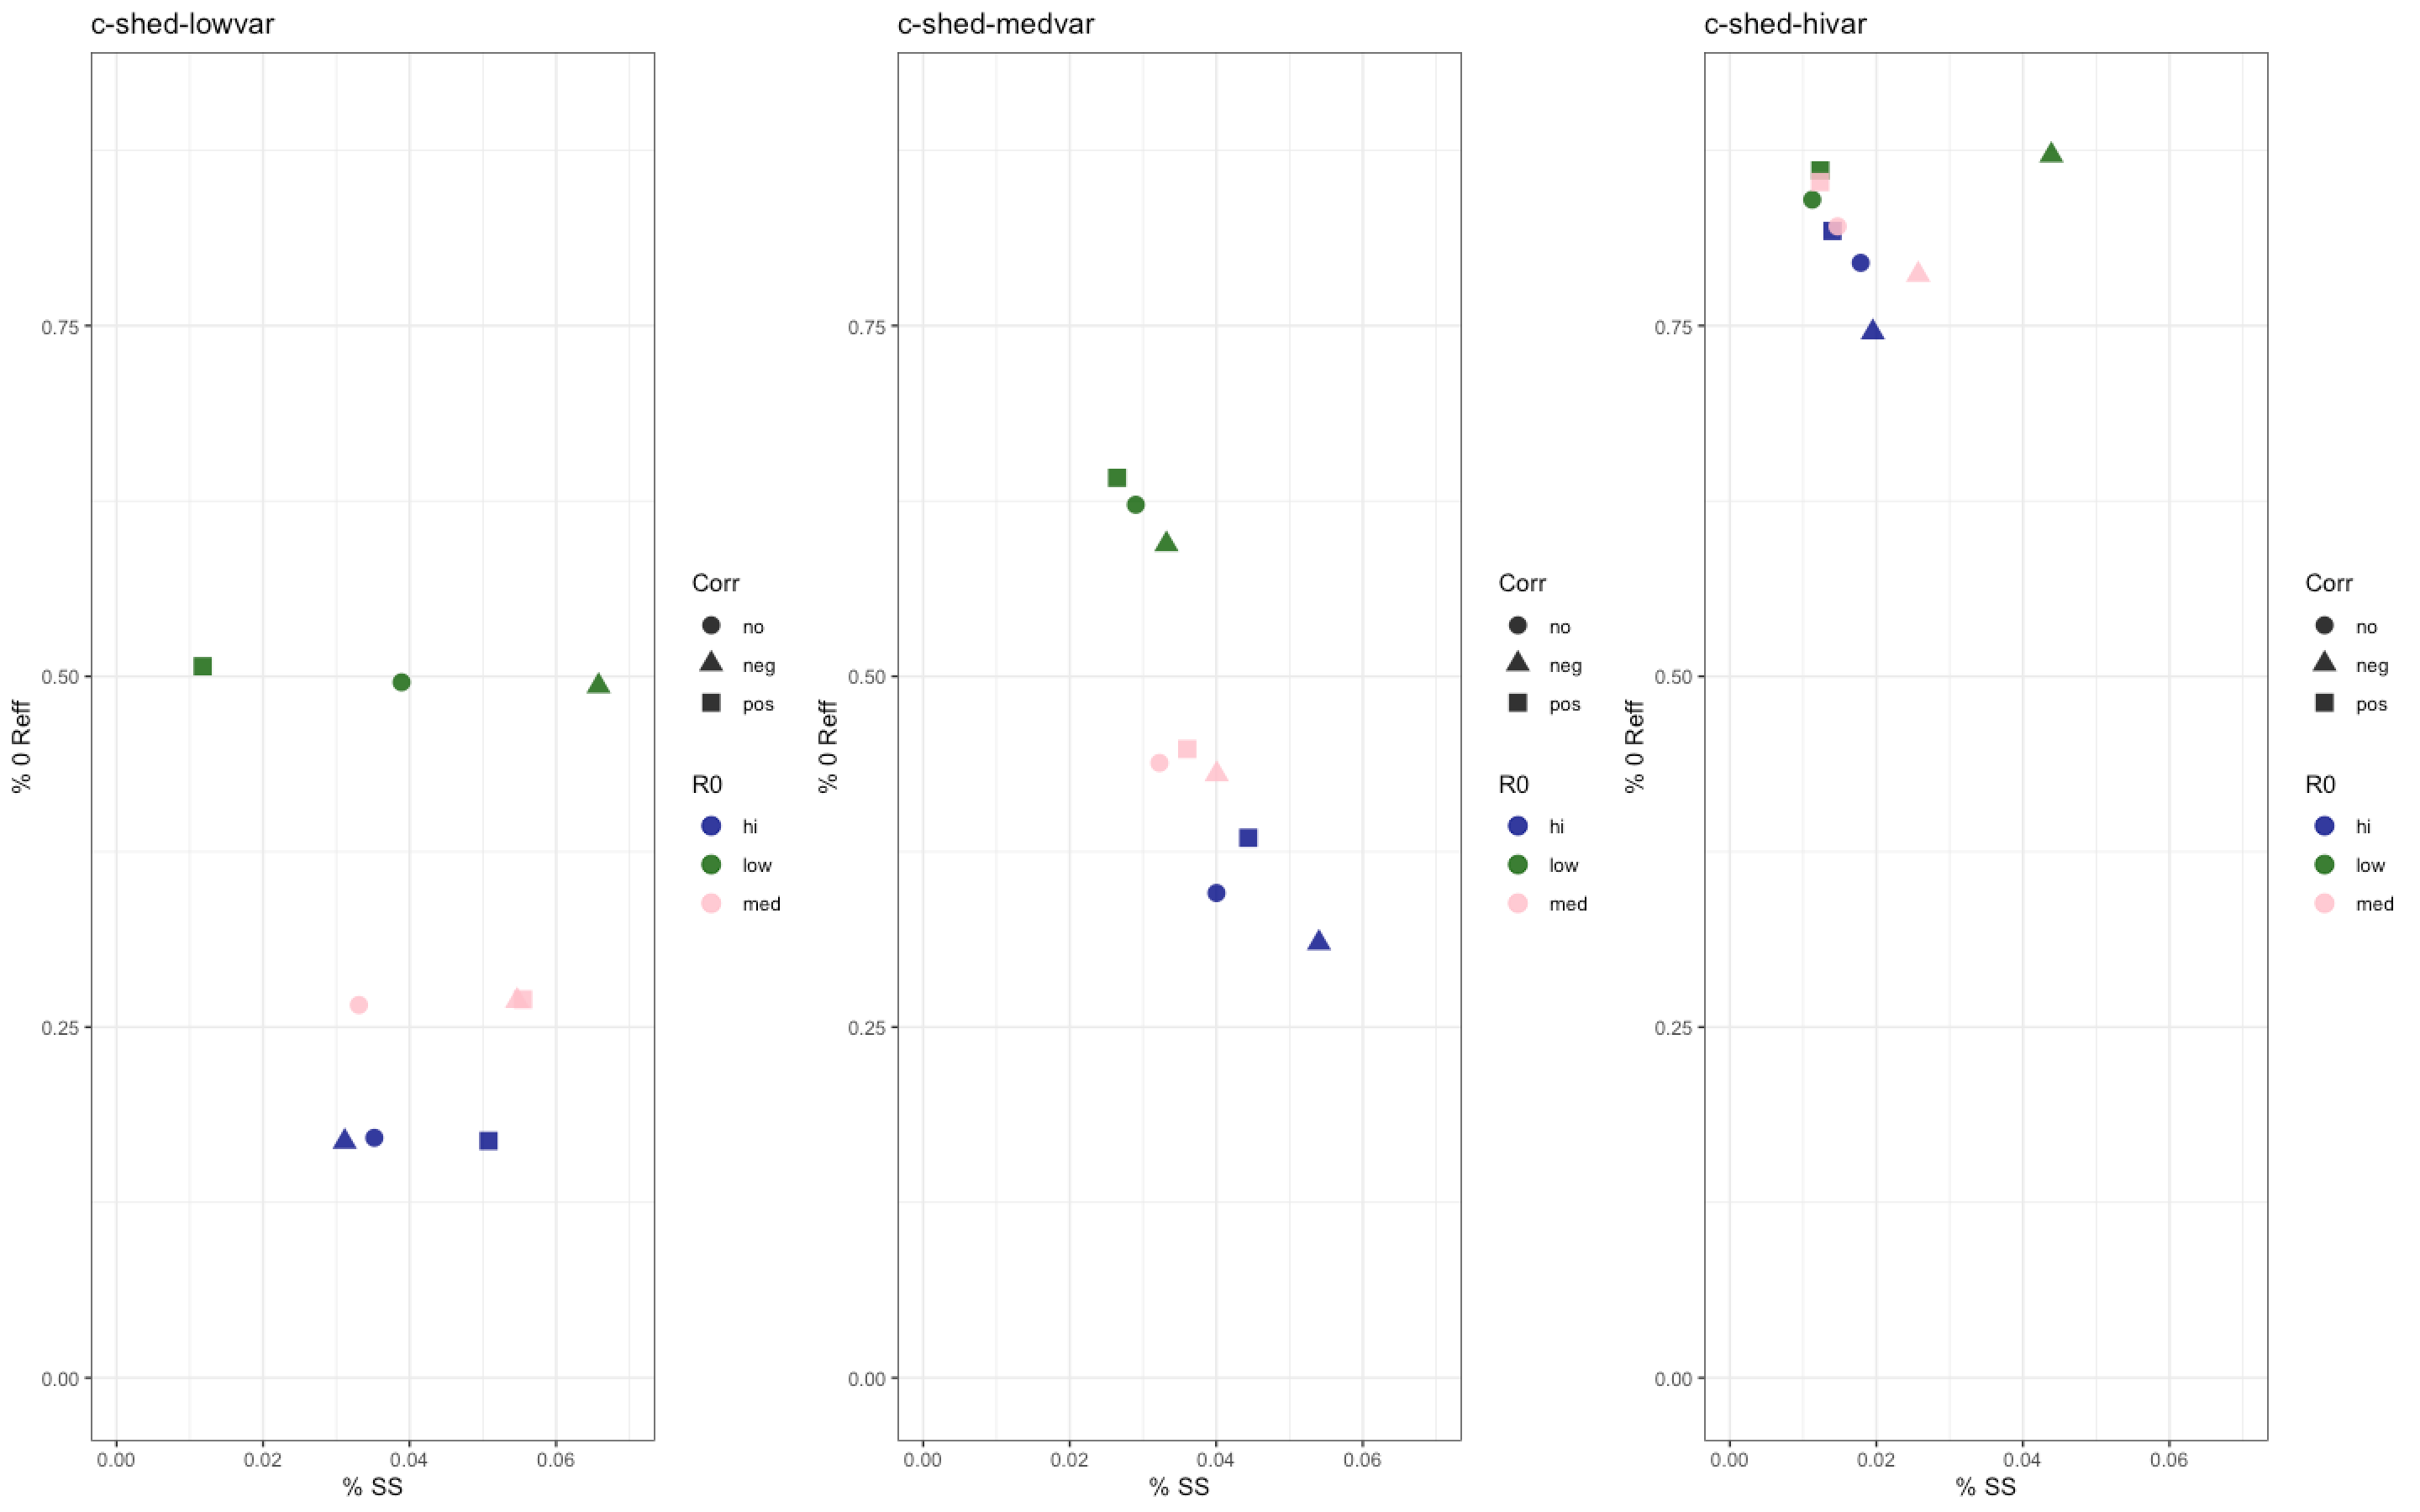 c-shed-lowvar
% 0 Reff
0.75
0.50
0.25
0.00
0.00 0.02 0.04 0.06
% SS
Corr
no
neg
pos
R0
hi
low
med
c-shed-medvar
% 0 Reff
0.75
0.50
0.25
0.00
0.00 0.02 0.04 0.06
% SS
Corr
no
neg
pos
R0
hi
low
med
c-shed-hivar
% 0 Reff
0.75
0.50
0.25
0.00
0.00 0.02 0.04 0.06
% SS
Corr
no
neg
pos
R0
hi
low
med